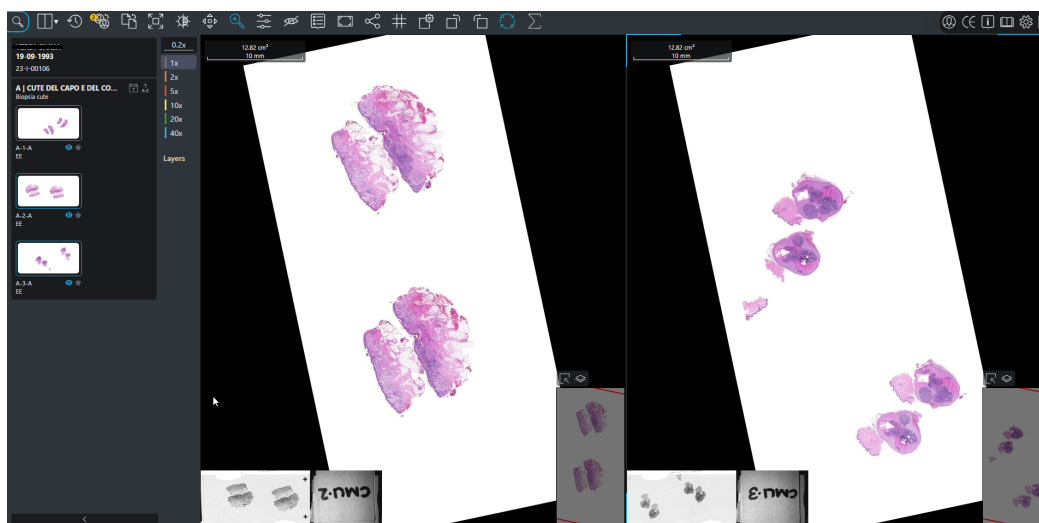 19-09-1993
23-I-00106
A | CUTE DEL CAPO E DEL CO...
Biopsia cute
A-Z
A-1-A
EE
A-2-A
EE
A-3-A
EE
2
0.2x
1x
2x
5x
10x
20x
40x
Layers
12.82 cm²
10 mm
CMU-2
12.82 cm²
10 mm
CMU-3